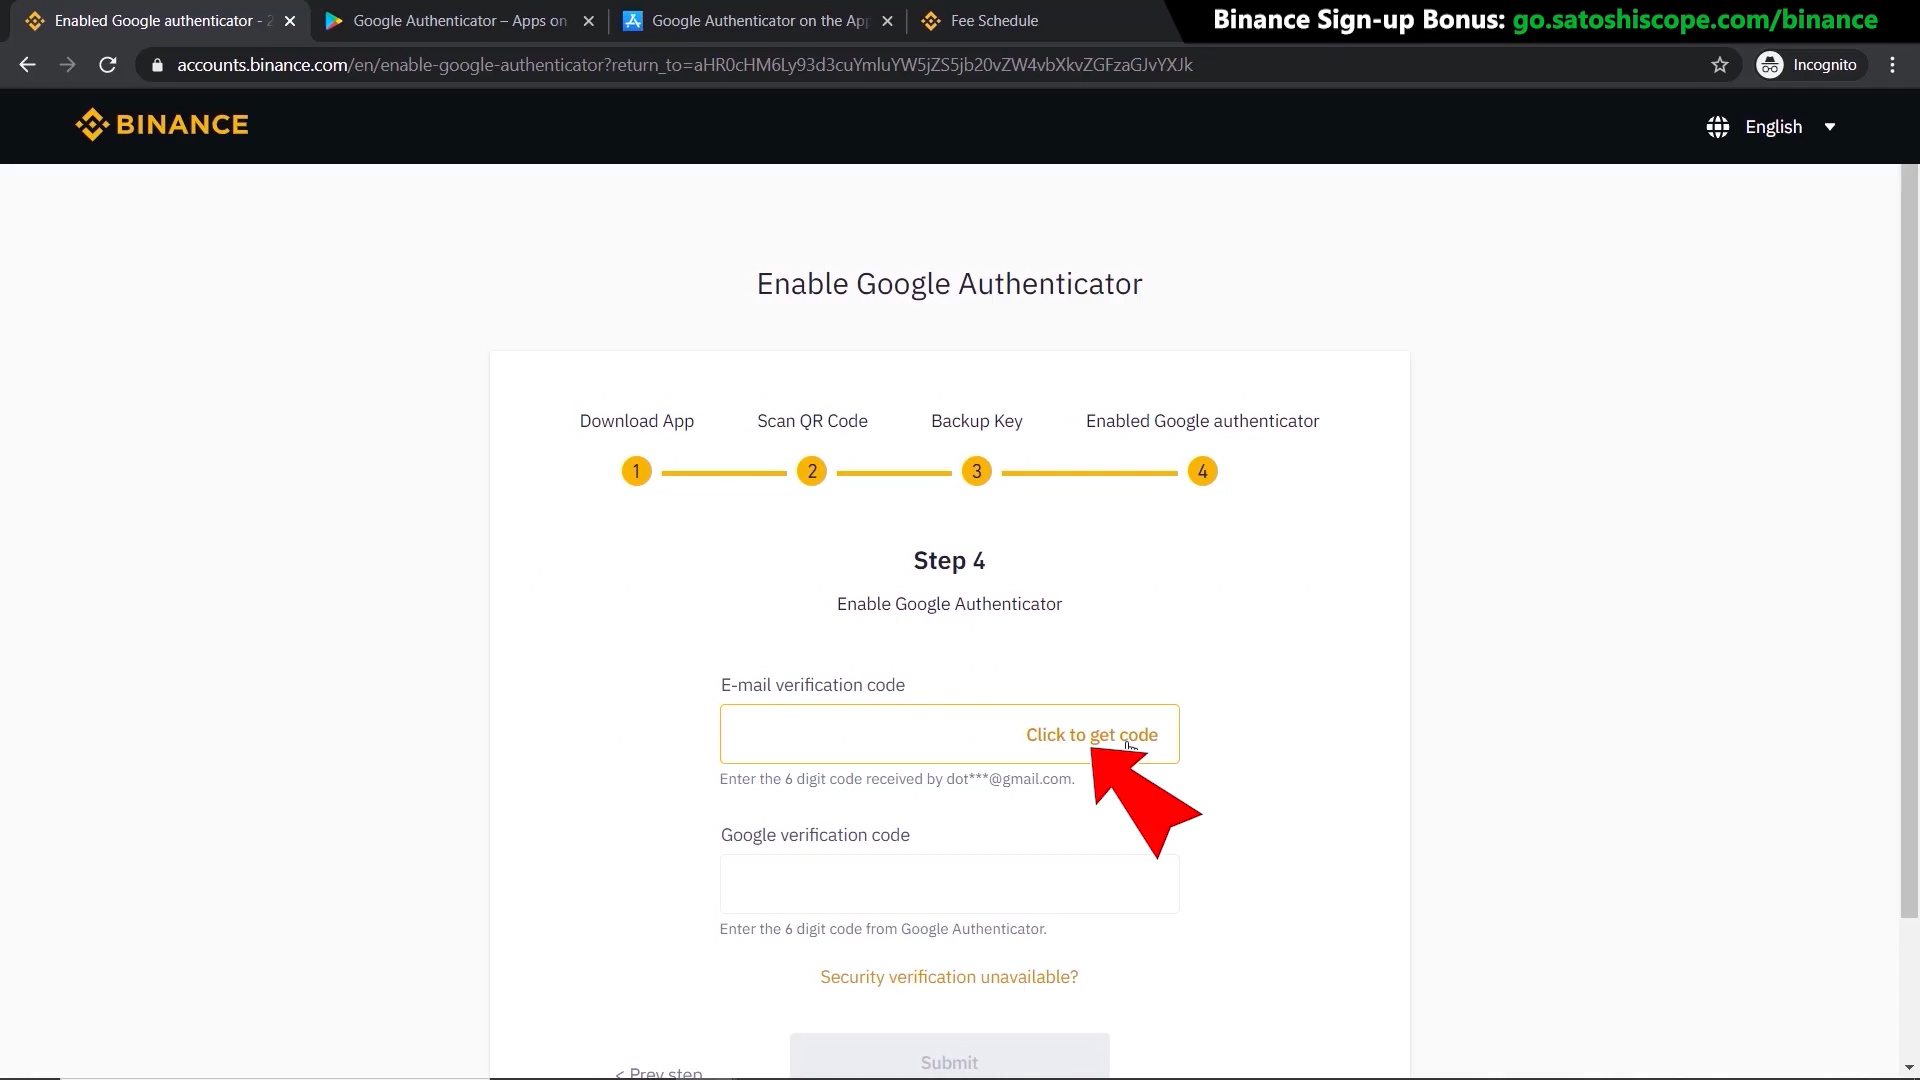 Enabled Google authenticator - 2
Google Authenticator – Apps on
Google Authenticator on the App
Fee Schedule
Binance Sign-up Bonus: go.satoshiscope.com/binance
accounts.binance.com/en/enable-google-authenticator?return_to=aHR0cHM6Ly93d3cuYmluYW5jZS5jb20vZW4vbXkvZGFzaGJvYXJk
Incognito
BINANCE
English
Enable Google Authenticator
Download App
Scan QR Code
Backup Key
Enabled Google authenticator
1
2
3
4
Step 4
Enable Google Authenticator
E-mail verification code
Click to get code
Enter the 6 digit code received by dot***@gmail.com.
Google verification code
Enter the 6 digit code from Google Authenticator.
Security verification unavailable?
Submit
< Prev step